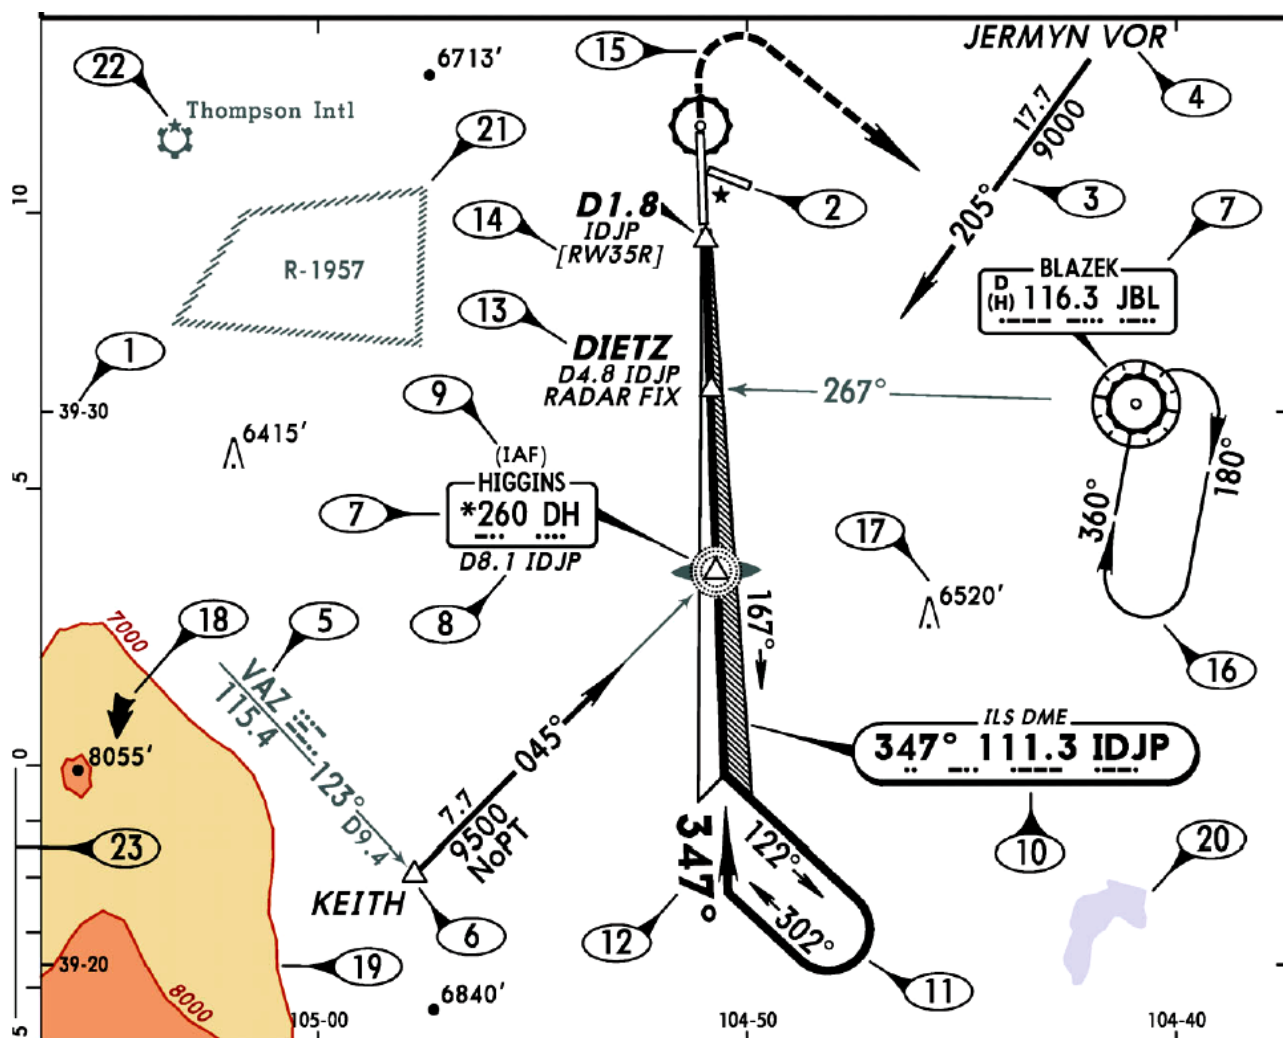 22
6713'
15
JERMYN VOR
4
Thompson Intl
21
17.7
9000
3
205°
10
14
D1.8
IDJP
[RW35R]
2
7
R-1957
BLAZEK
D
(H) 116.3 JBL
13
1
DIETZ
D4.8 IDJP
RADAR FIX
267°
9
39-30
6415'
(IAF)
HIGGINS
5
7
*260 DH
D8.1 IDJP
8
360°
180°
17
6520'
16
7000
18
5
VAZ
115.4
123°
D9.4
167°
ILS DME
347° 111.3 IDJP
10
0
8055'
045°
7.7
9500
NoPT
23
347°
122°
302°
20
KEITH
6
12
11
19
39-20
8000
6840'
5
105-00
104-50
104-40